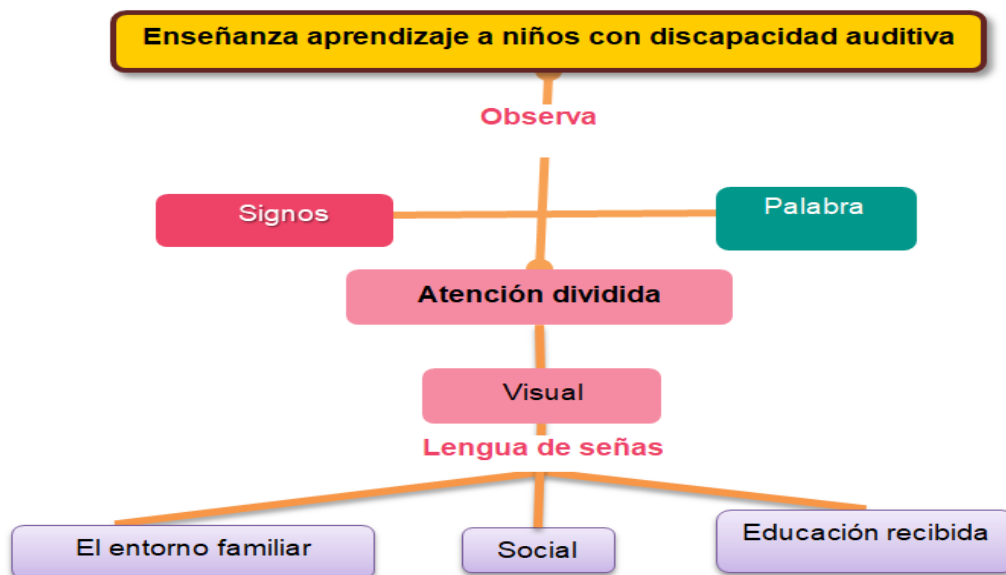 Enseñanza aprendizaje a niños con discapacidad auditiva
Observa
Signos
Palabra
Atención dividida
Visual
Lengua de señas
El entorno familiar
Social
Educación recibida